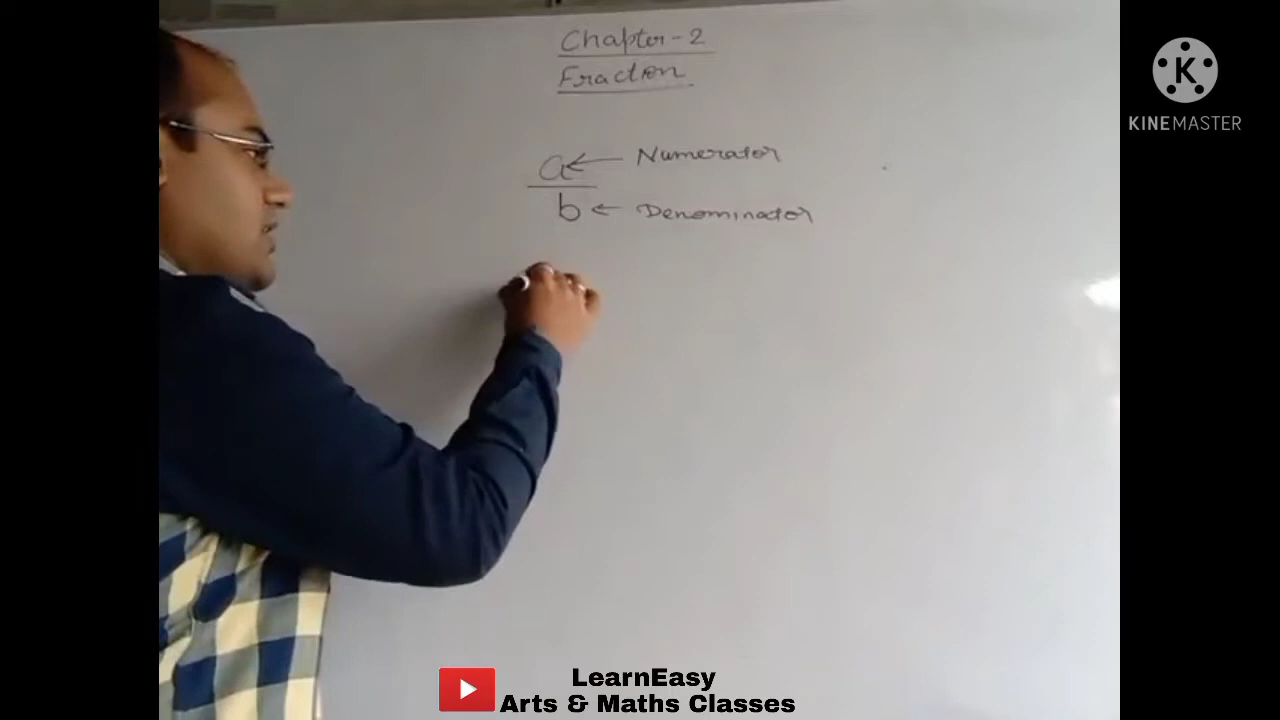 Chapter-2
Fraction
a ← Numerator
b ← Denominator
K
KINEMASTER
LearnEasy
Arts & Maths Classes